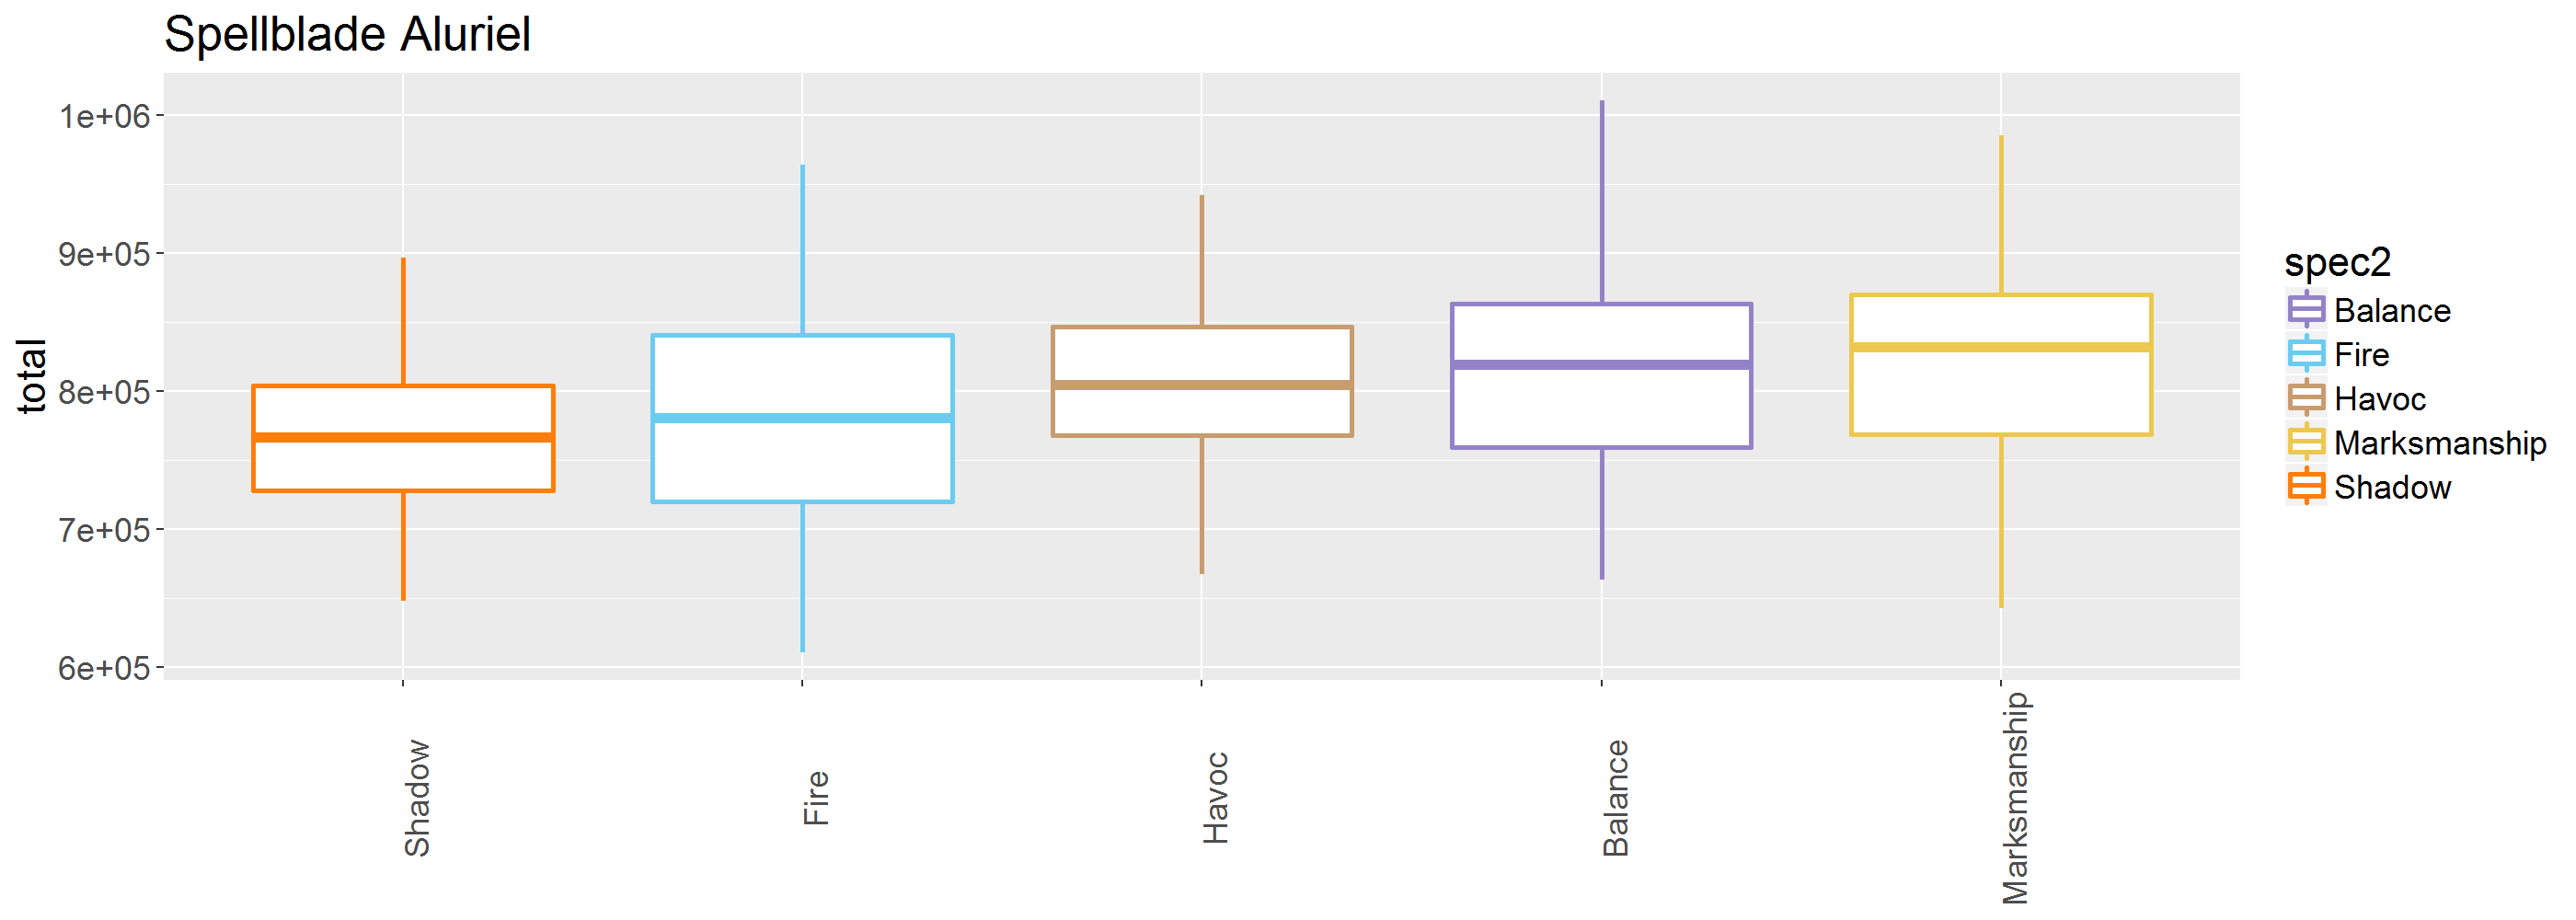 Spellblade Aluriel
total
1e+06
9e+05
8e+05
7e+05
6e+05
Shadow
Fire
Havoc
Balance
Marksmanship
spec2
Balance
Fire
Havoc
Marksmanship
Shadow